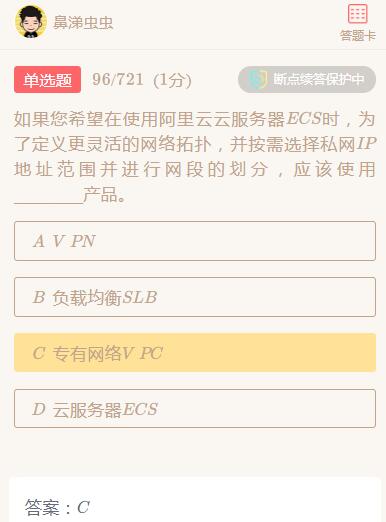 鼻涕虫虫
答题卡
单选题 96/721 (1分) 断点续答保护中
如果您希望在使用阿里云云服务器ECS时，为
了定义更灵活的网络拓扑，并按需选择私网IP
地址范围并进行网段的划分，应该使用
________产品。
A V PN
B 负载均衡SLB
C 专有网络V PC
D 云服务器ECS
答案：C